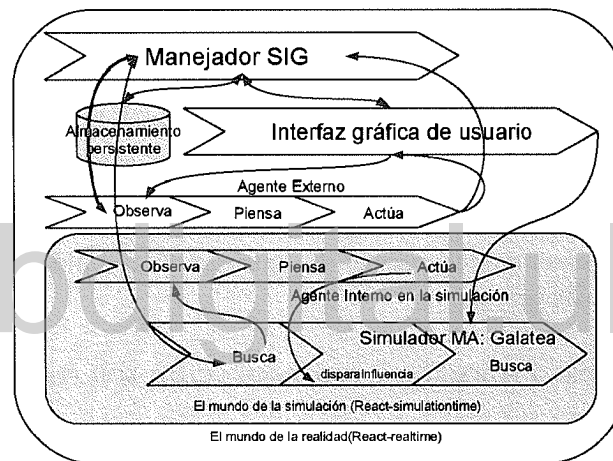 Manejador SIG
Almacenamiento
persistente
Interfaz gráfica de usuario
Agente Externo
Observa
Piensa
Actúa
Observa
Piensa
Actúa
Agente Interno en la simulación
Simulador MA: Galatea
Busca
disparaInfluencia
Busca
El mundo de la simulación (React-simulationtime)
El mundo de la realidad(React-realtime)
bdigital.ul